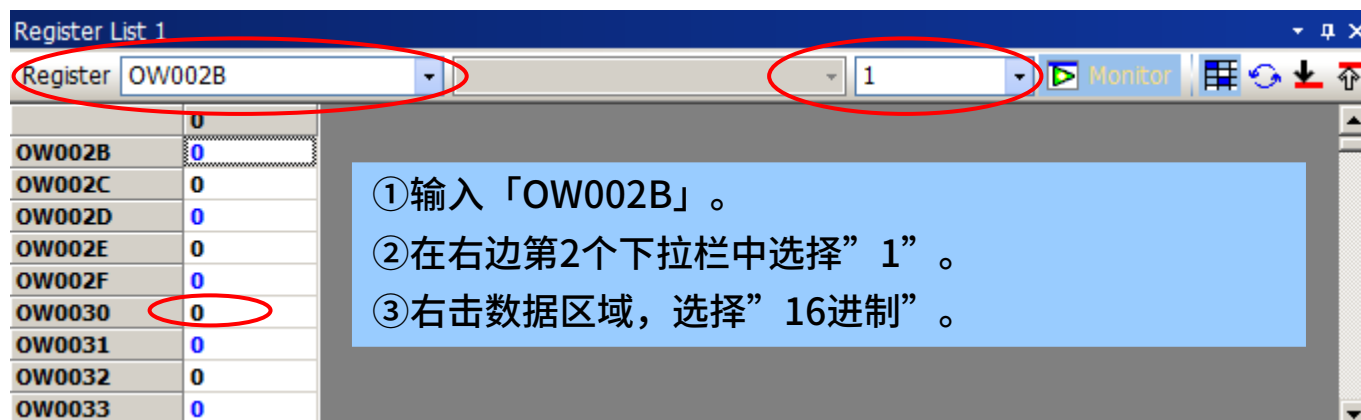 Register List 1
Register OW002B 1 Monitor
0
OW002B 0
OW002C 0
OW002D 0
OW002E 0
OW002F 0
OW0030 0
OW0031 0
OW0032 0
OW0033 0
①输入「OW002B」。
②在右边第2个下拉栏中选择”1”。
③右击数据区域，选择”16进制”。